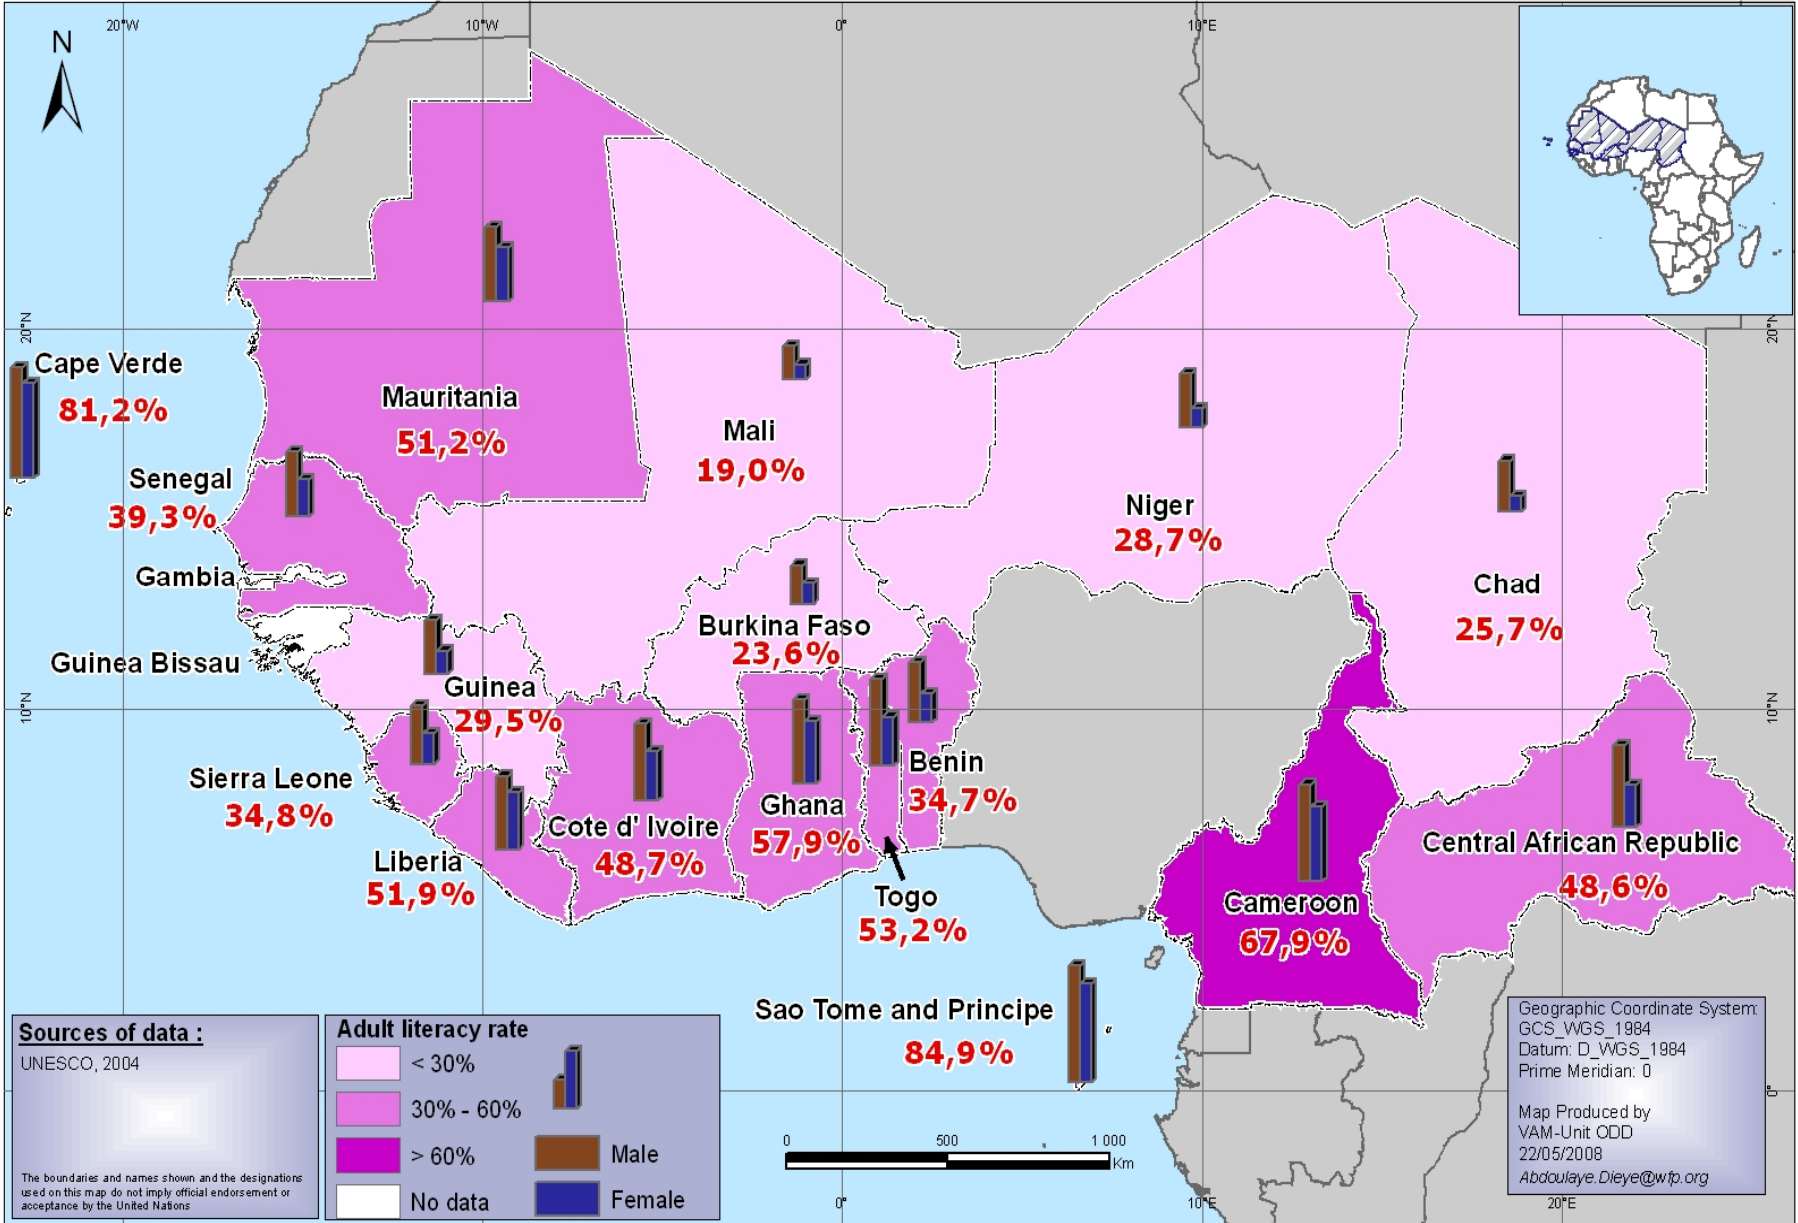 20°W
10°W
0°
10°E
N
20°N
20°N
Cape Verde
81,2%
Mauritania
51,2%
Mali
19,0%
Senegal
39,3%
Niger
28,7%
Gambia
Chad
25,7%
Burkina Faso
23,6%
Guinea Bissau
Guinea
29,5%
10°N
10°N
Sierra Leone
34,8%
Benin
34,7%
Ghana
57,9%
Cote d' Ivoire
48,7%
Central African Republic
48,6%
Liberia
51,9%
Togo
53,2%
Cameroon
67,9%
Sao Tome and Principe
84,9%
0°
Sources of data :
UNESCO, 2004
The boundaries and names shown and the designations
used on this map do not imply official endorsement or
acceptance by the United Nations
Adult literacy rate
< 30%
30% - 60%
> 60%
No data
Male
Female
0 500 1 000
Km
Geographic Coordinate System:
GCS_WGS_1984
Datum: D_WGS_1984
Prime Meridian: 0
Map Produced by
VAM-Unit ODD
22/05/2008
Abdoulaye.Dieye@wfp.org
0°
10°E
20°E